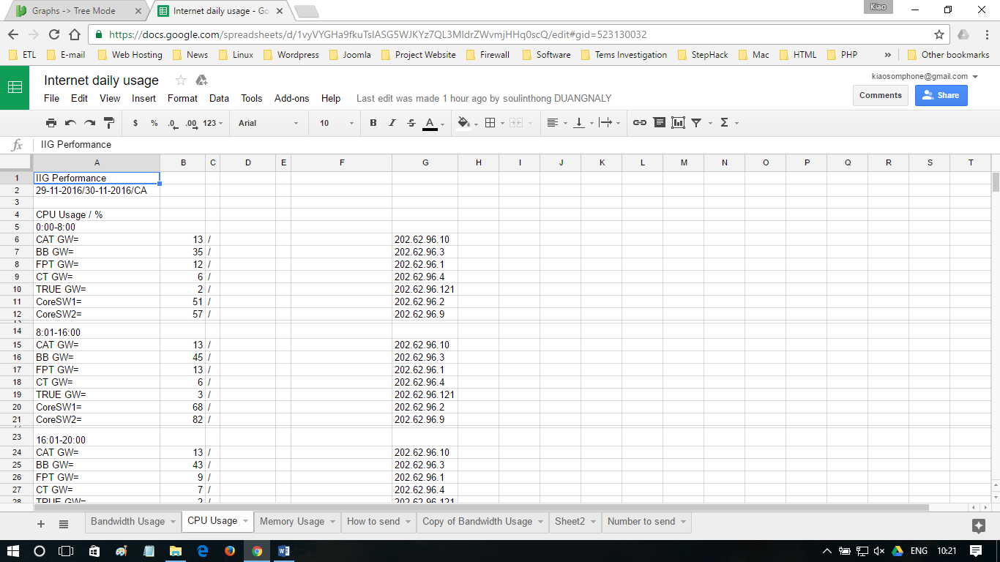 Graphs -> Tree Mode
Internet daily usage - Go
Kiao
https://docs.google.com/spreadsheets/d/1vyVYGHa9fkuTslASG5WJKYz7QL3MIdrZWvmjHHq0scQ/edit#gid=523130032
ETL E-mail Web Hosting News Linux Wordpress Joomla Project Website Firewall Software Tems Investigation StepHack Mac HTML PHP » Other bookmarks
Internet daily usage
kiaosomphone@gmail.com
File Edit View Insert Format Data Tools Add-ons Help Last edit was made 1 hour ago by soulinthong DUANGNALY
Comments Share
$ % .0 .00 123 Arial 10 B I S A Σ
fx IIG Performance
A B C D E F G H I J K L M N O P Q R S T
1 IIG Performance
2 29-11-2016/30-11-2016/CA
3
4 CPU Usage / %
5 0:00-8:00
6 CAT GW= 13 / 202.62.96.10
7 BB GW= 35 / 202.62.96.3
8 FPT GW= 12 / 202.62.96.1
9 CT GW= 6 / 202.62.96.4
10 TRUE GW= 2 / 202.62.96.121
11 CoreSW1= 51 / 202.62.96.2
12 CoreSW2= 57 / 202.62.96.9
14 8:01-16:00
15 CAT GW= 13 / 202.62.96.10
16 BB GW= 45 / 202.62.96.3
17 FPT GW= 13 / 202.62.96.1
18 CT GW= 6 / 202.62.96.4
19 TRUE GW= 3 / 202.62.96.121
20 CoreSW1= 68 / 202.62.96.2
21 CoreSW2= 82 / 202.62.96.9
23 16:01-20:00
24 CAT GW= 13 / 202.62.96.10
25 BB GW= 43 / 202.62.96.3
26 FPT GW= 9 / 202.62.96.1
27 CT GW= 7 / 202.62.96.4
28 TRUE GW= 2 / 202.62.96.121
Bandwidth Usage CPU Usage Memory Usage How to send Copy of Bandwidth Usage Sheet2 Number to send
ENG 10:21